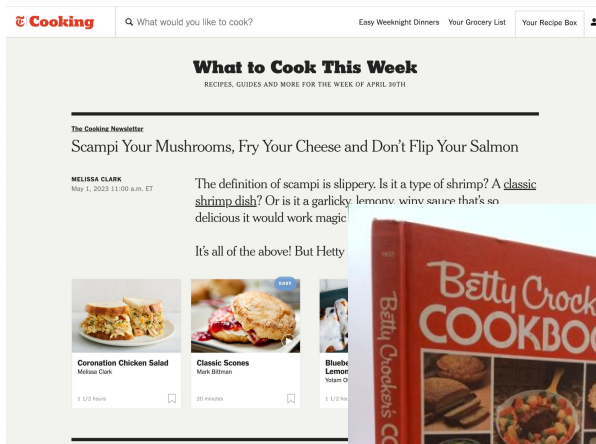 Cooking
What would you like to cook?
Easy Weeknight Dinners Your Grocery List Your Recipe Box
What to Cook This Week
RECIPES, GUIDES AND MORE FOR THE WEEK OF APRIL 30TH
The Cooking Newsletter
Scampi Your Mushrooms, Fry Your Cheese and Don’t Flip Your Salmon
MELISSA CLARK
May 1, 2023 11:00 a.m. ET
The definition of scampi is slippery. Is it a type of shrimp? A classic
shrimp dish? Or is it a garlicky, lemony, winy sauce that’s so
delicious it would work magic
It’s all of the above! But Hetty
EASY
Coronation Chicken Salad
Melissa Clark
1 1/2 hours
Classic Scones
Mark Bittman
20 minutes
Lemon
Yotam
1 1/2
Betty
COOKBO
Betty Crocker's